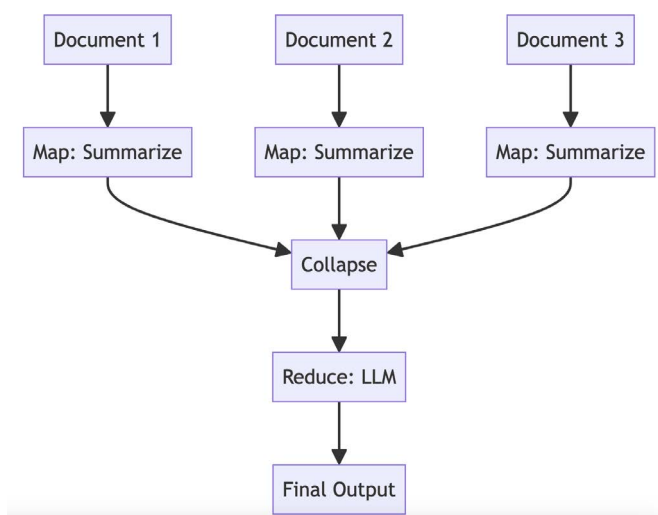 Document 1
Document 2
Document 3
Map: Summarize
Map: Summarize
Map: Summarize
Collapse
Reduce: LLM
Final Output